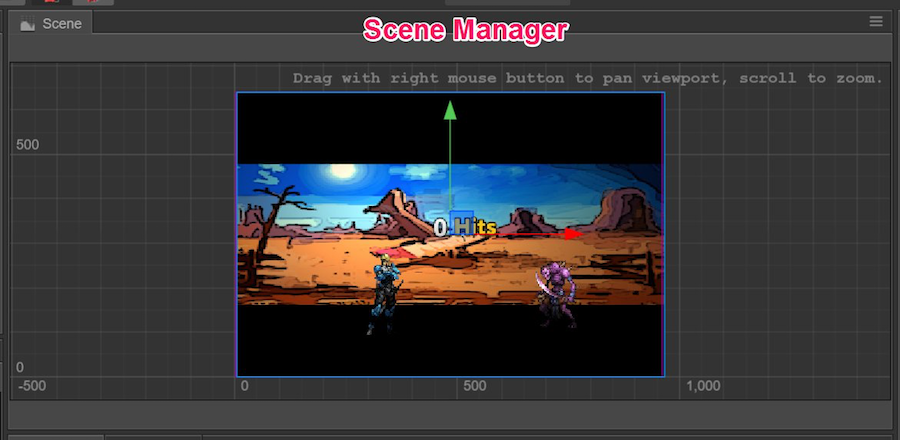 Scene
Scene Manager
Drag with right mouse button to pan viewport, scroll to zoom.
500
0 Hits
0
-500
0
500
1,000